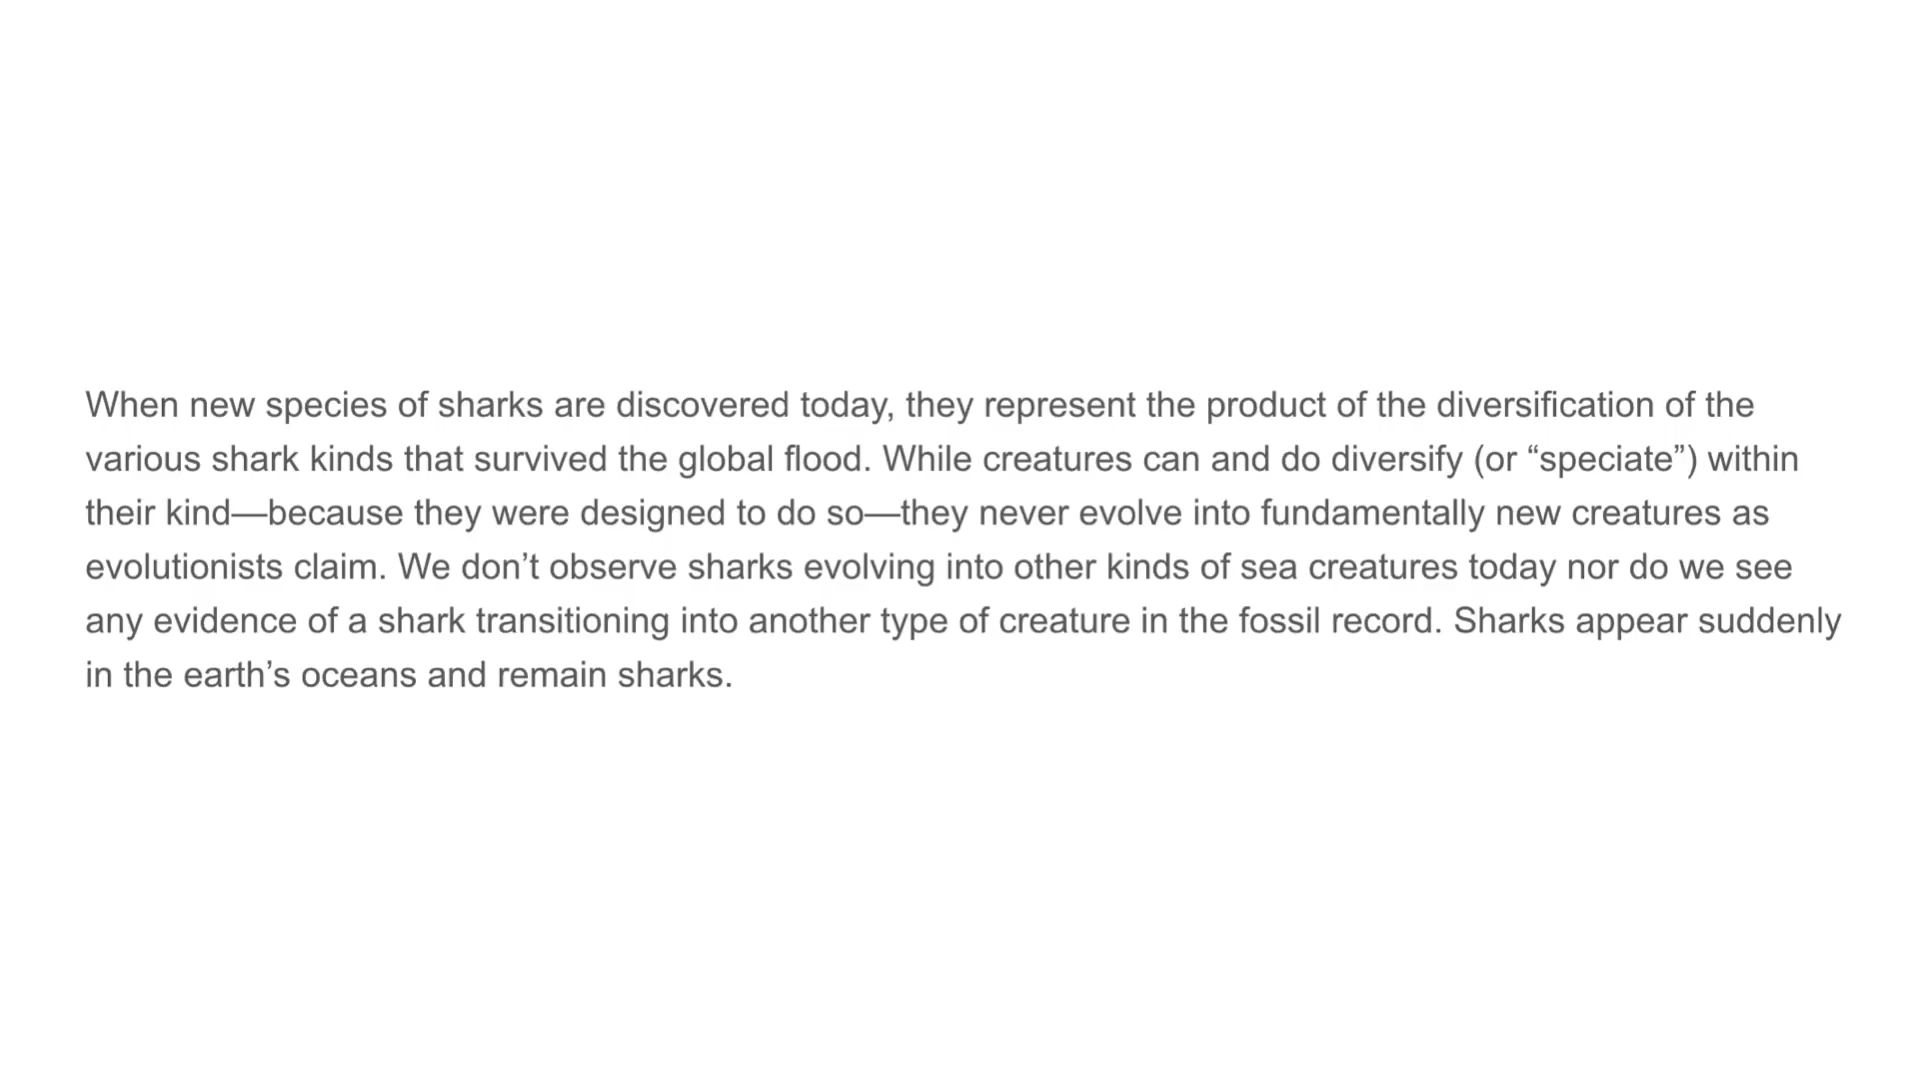 When new species of sharks are discovered today, they represent the product of the diversification of the
various shark kinds that survived the global flood. While creatures can and do diversify (or “speciate”) within
their kind—because they were designed to do so—they never evolve into fundamentally new creatures as
evolutionists claim. We don’t observe sharks evolving into other kinds of sea creatures today nor do we see
any evidence of a shark transitioning into another type of creature in the fossil record. Sharks appear suddenly
in the earth’s oceans and remain sharks.